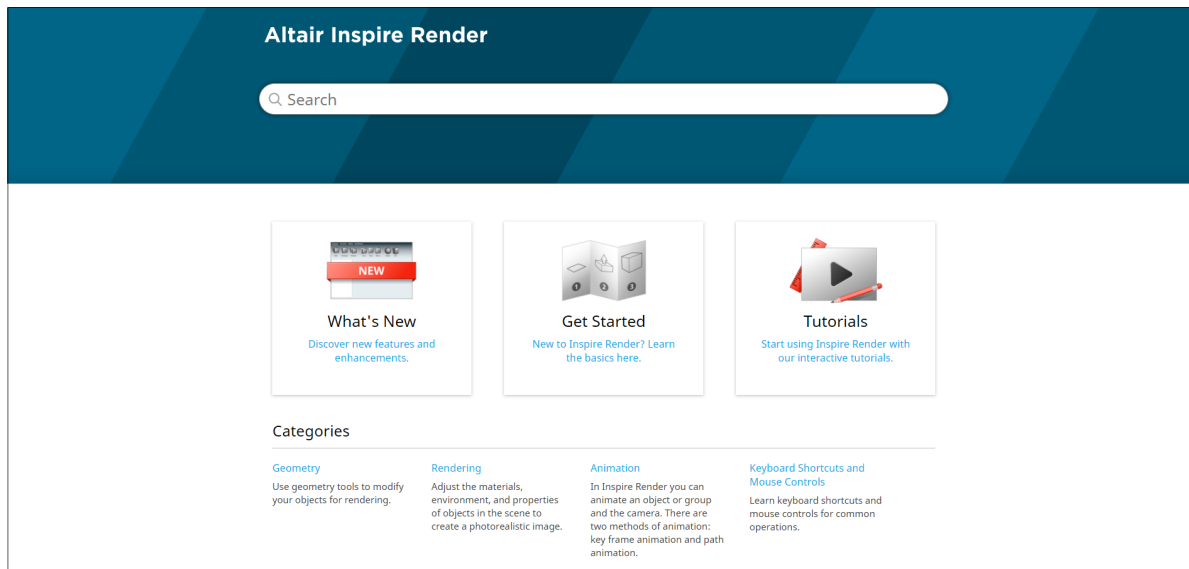 Altair Inspire Render
Search
NEW
1 2 3
What's New
Discover new features and
enhancements.
Get Started
New to Inspire Render? Learn
the basics here.
Tutorials
Start using Inspire Render with
our interactive tutorials.
Categories
Geometry
Use geometry tools to modify
your objects for rendering.
Rendering
Adjust the materials,
environment, and properties
of objects in the scene to
create a photorealistic image.
Animation
In Inspire Render you can
animate an object or group
and the camera. There are
two methods of animation:
key frame animation and path
animation.
Keyboard Shortcuts and
Mouse Controls
Learn keyboard shortcuts and
mouse controls for common
operations.